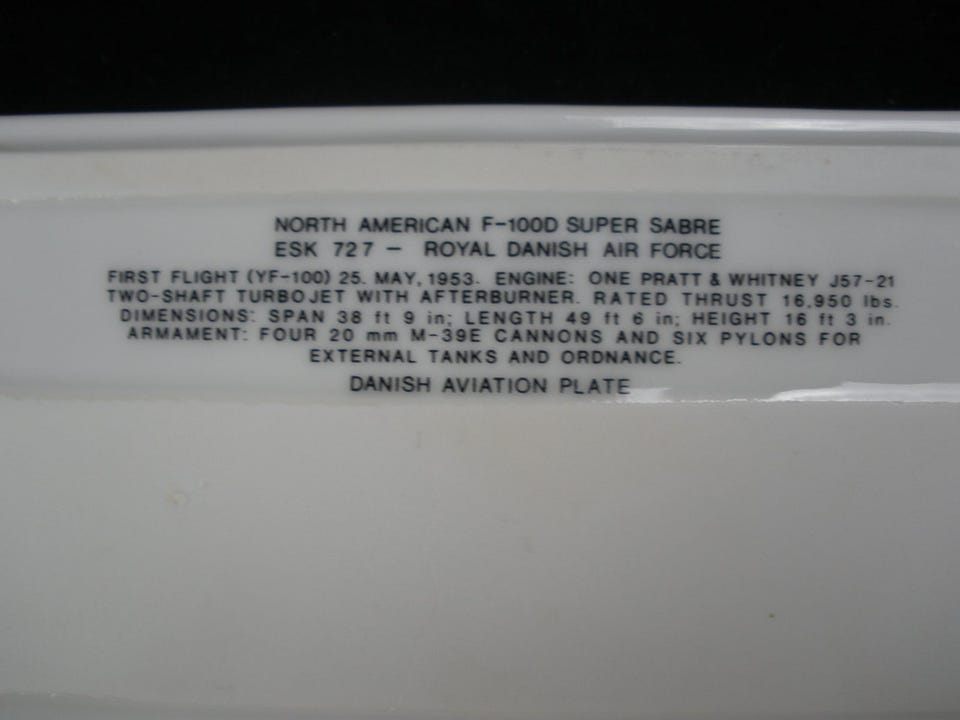 NORTH AMERICAN F-100D SUPER SABRE
ESK 727 - ROYAL DANISH AIR FORCE
FIRST FLIGHT (YF-100) 25. MAY, 1953. ENGINE: ONE PRATT & WHITNEY J57-21
TWO-SHAFT TURBOJET WITH AFTERBURNER. RATED THRUST 16,950 lbs.
DIMENSIONS: SPAN 38 ft 9 in; LENGTH 49 ft 6 in; HEIGHT 16 ft 3 in.
ARMAMENT: FOUR 20 mm M-39E CANNONS AND SIX PYLONS FOR
EXTERNAL TANKS AND ORDNANCE.
DANISH AVIATION PLATE